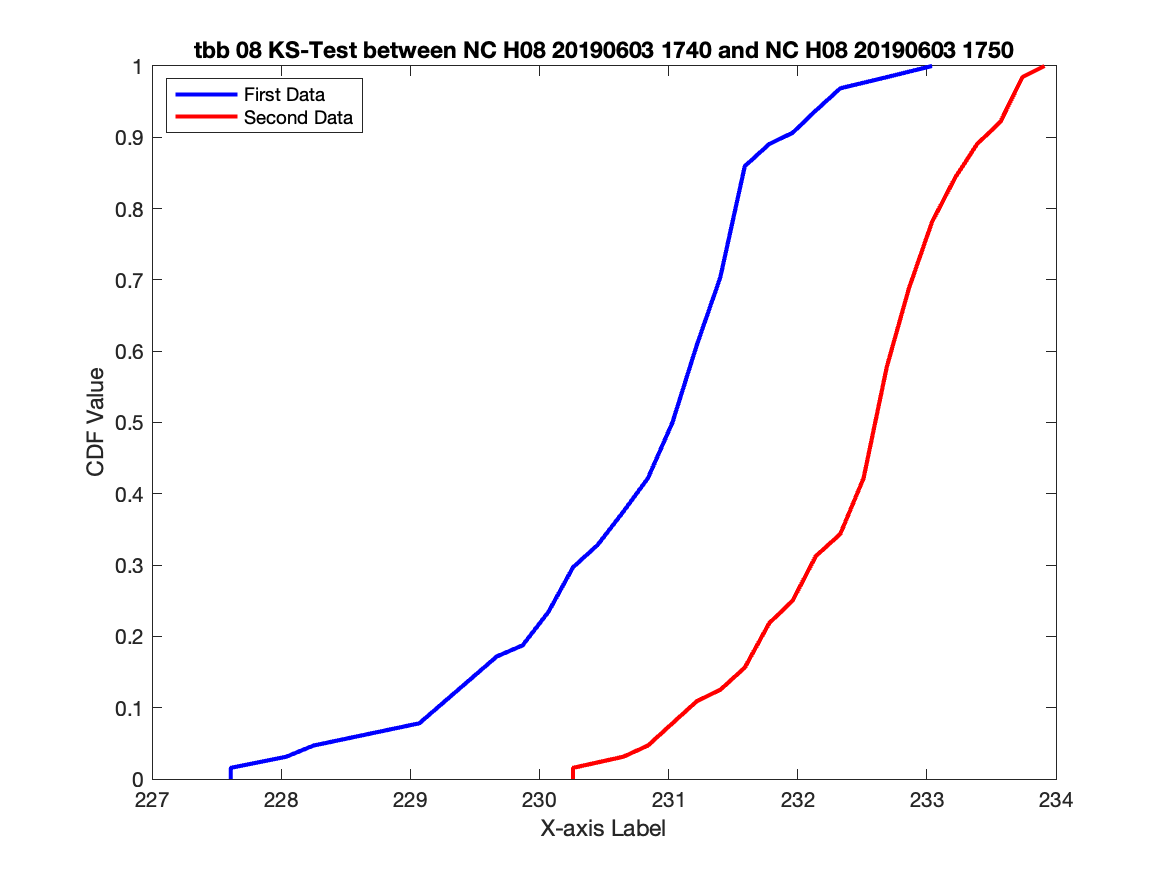 tbb 08 KS-Test between NC H08 20190603 1740 and NC H08 20190603 1750
First Data
Second Data
1
0.9
0.8
0.7
0.6
0.5
0.4
0.3
0.2
0.1
0
CDF Value
227 228 229 230 231 232 233 234
X-axis Label